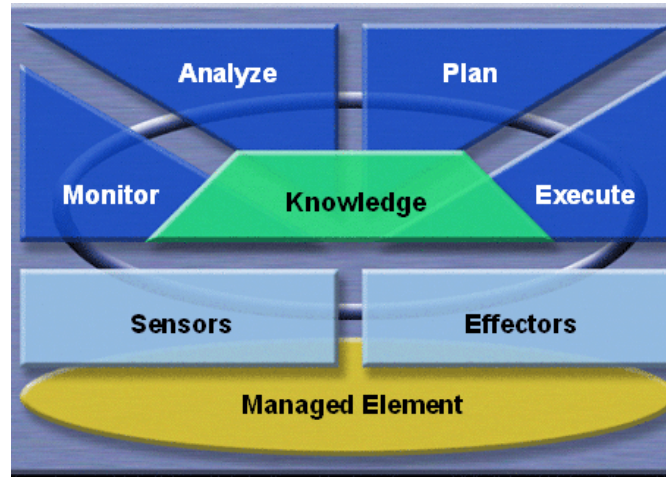 Analyze
Plan
Monitor
Knowledge
Execute
Sensors
Effectors
Managed Element